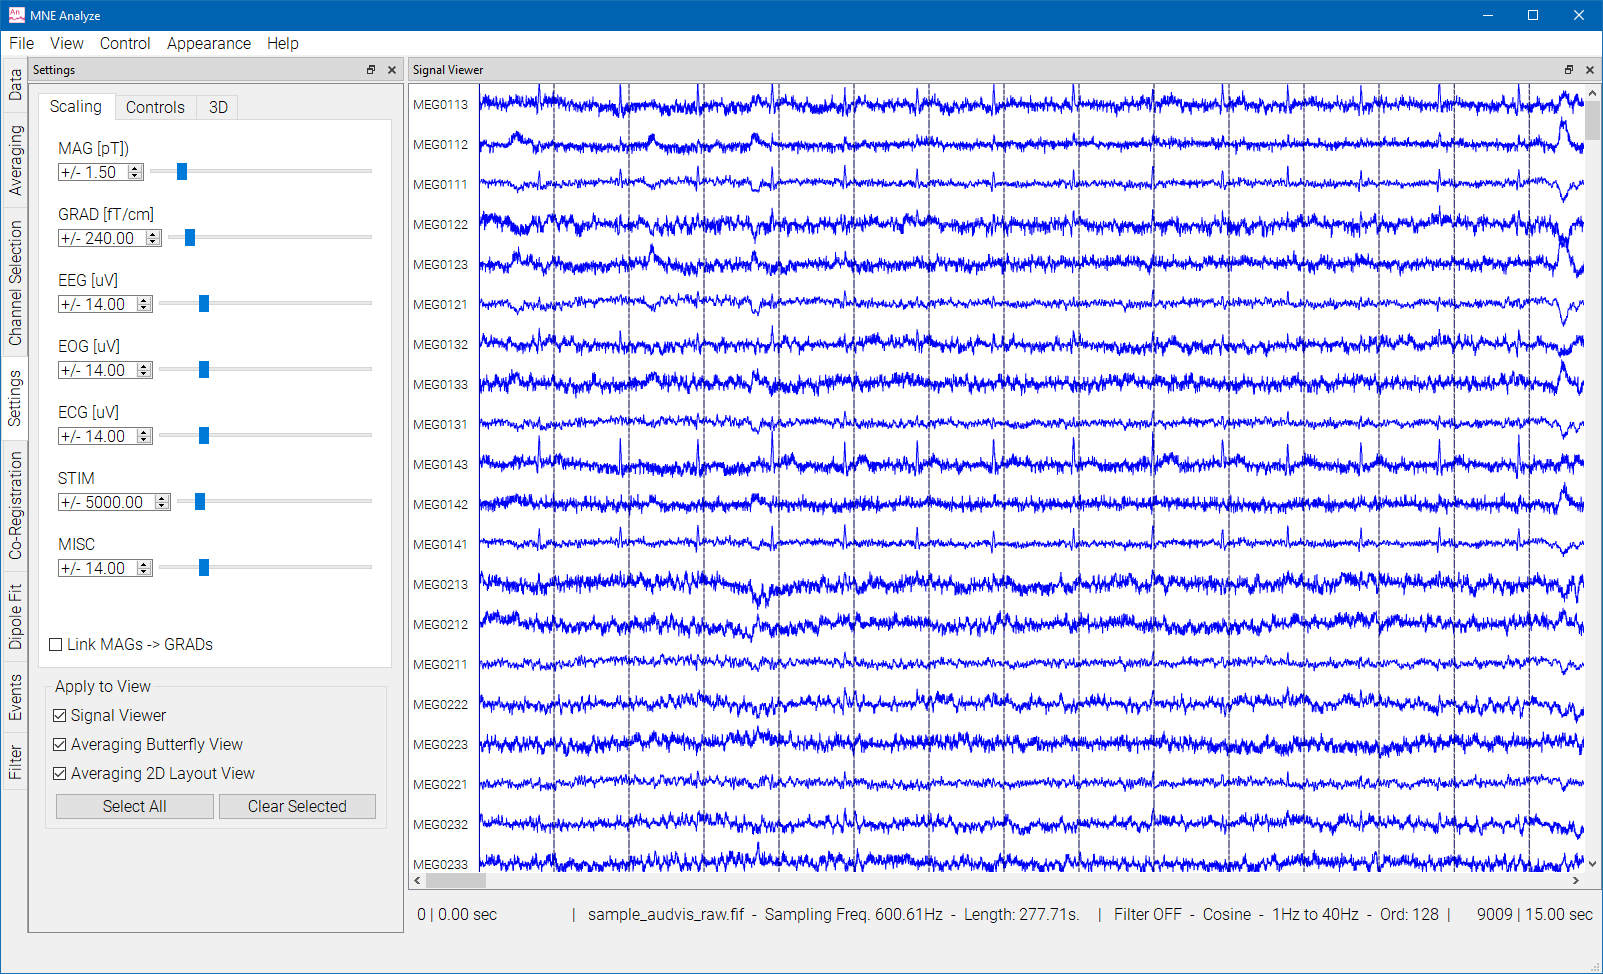 An
MNE Analyze
File View Control Appearance Help
Data
Averaging
Channel Selection
Settings
Co-Registration
Dipole Fit
Events
Filter
Settings
Scaling Controls 3D
MAG [pT])
+/- 1.50
GRAD [fT/cm]
+/- 240.00
EEG [uV]
+/- 14.00
EOG [uV]
+/- 14.00
ECG [uV]
+/- 14.00
STIM
+/- 5000.00
MISC
+/- 14.00
Link MAGs -> GRADs
Apply to View
Signal Viewer
Averaging Butterfly View
Averaging 2D Layout View
Select All Clear Selected
Signal Viewer
MEG0113
MEG0112
MEG0111
MEG0122
MEG0123
MEG0121
MEG0132
MEG0133
MEG0131
MEG0143
MEG0142
MEG0141
MEG0213
MEG0212
MEG0211
MEG0222
MEG0223
MEG0221
MEG0232
MEG0233
0 | 0.00 sec | sample_audvis_raw.fif - Sampling Freq. 600.61Hz - Length: 277.71s. | Filter OFF - Cosine - 1Hz to 40Hz - Ord: 128 | 9009 | 15.00 sec